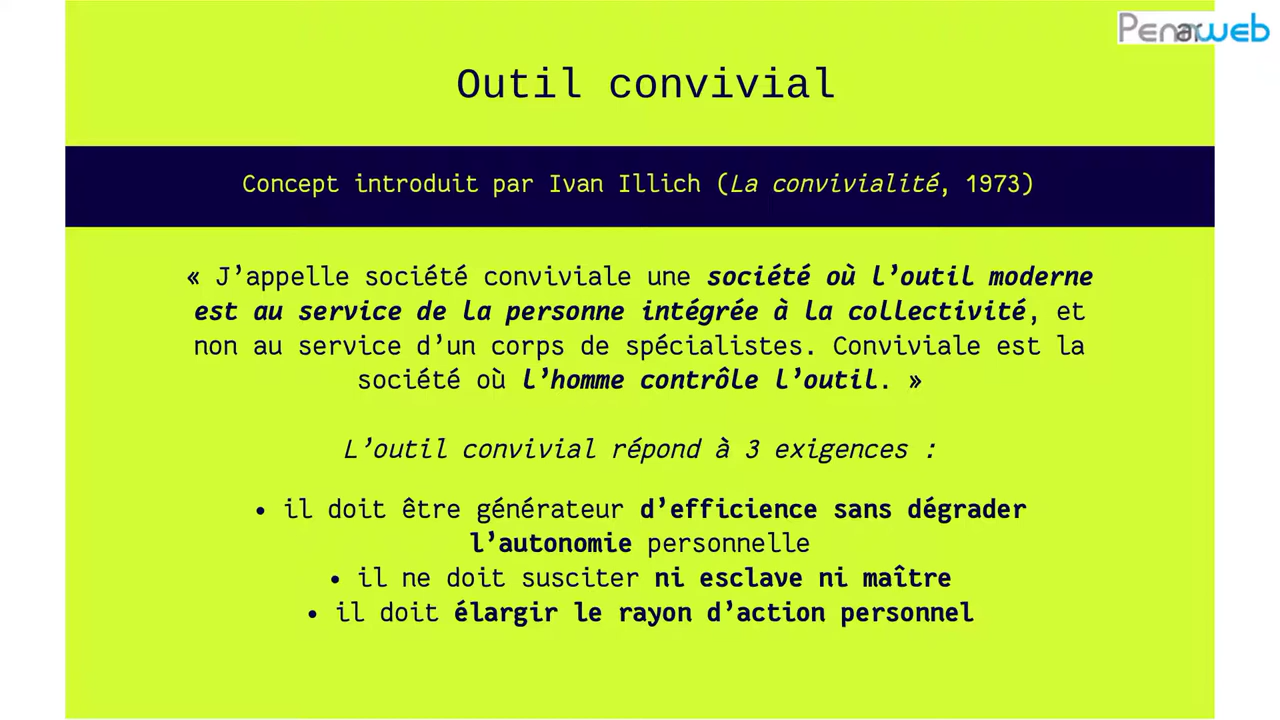 Penarweb
Outil convivial
Concept introduit par Ivan Illich (La convivialité, 1973)
« J’appelle société conviviale une société où l’outil moderne
est au service de la personne intégrée à la collectivité, et
non au service d’un corps de spécialistes. Conviviale est la
société où l’homme contrôle l’outil. »
L’outil convivial répond à 3 exigences :
• il doit être générateur d’efficience sans dégrader
l’autonomie personnelle
• il ne doit susciter ni esclave ni maître
• il doit élargir le rayon d’action personnel